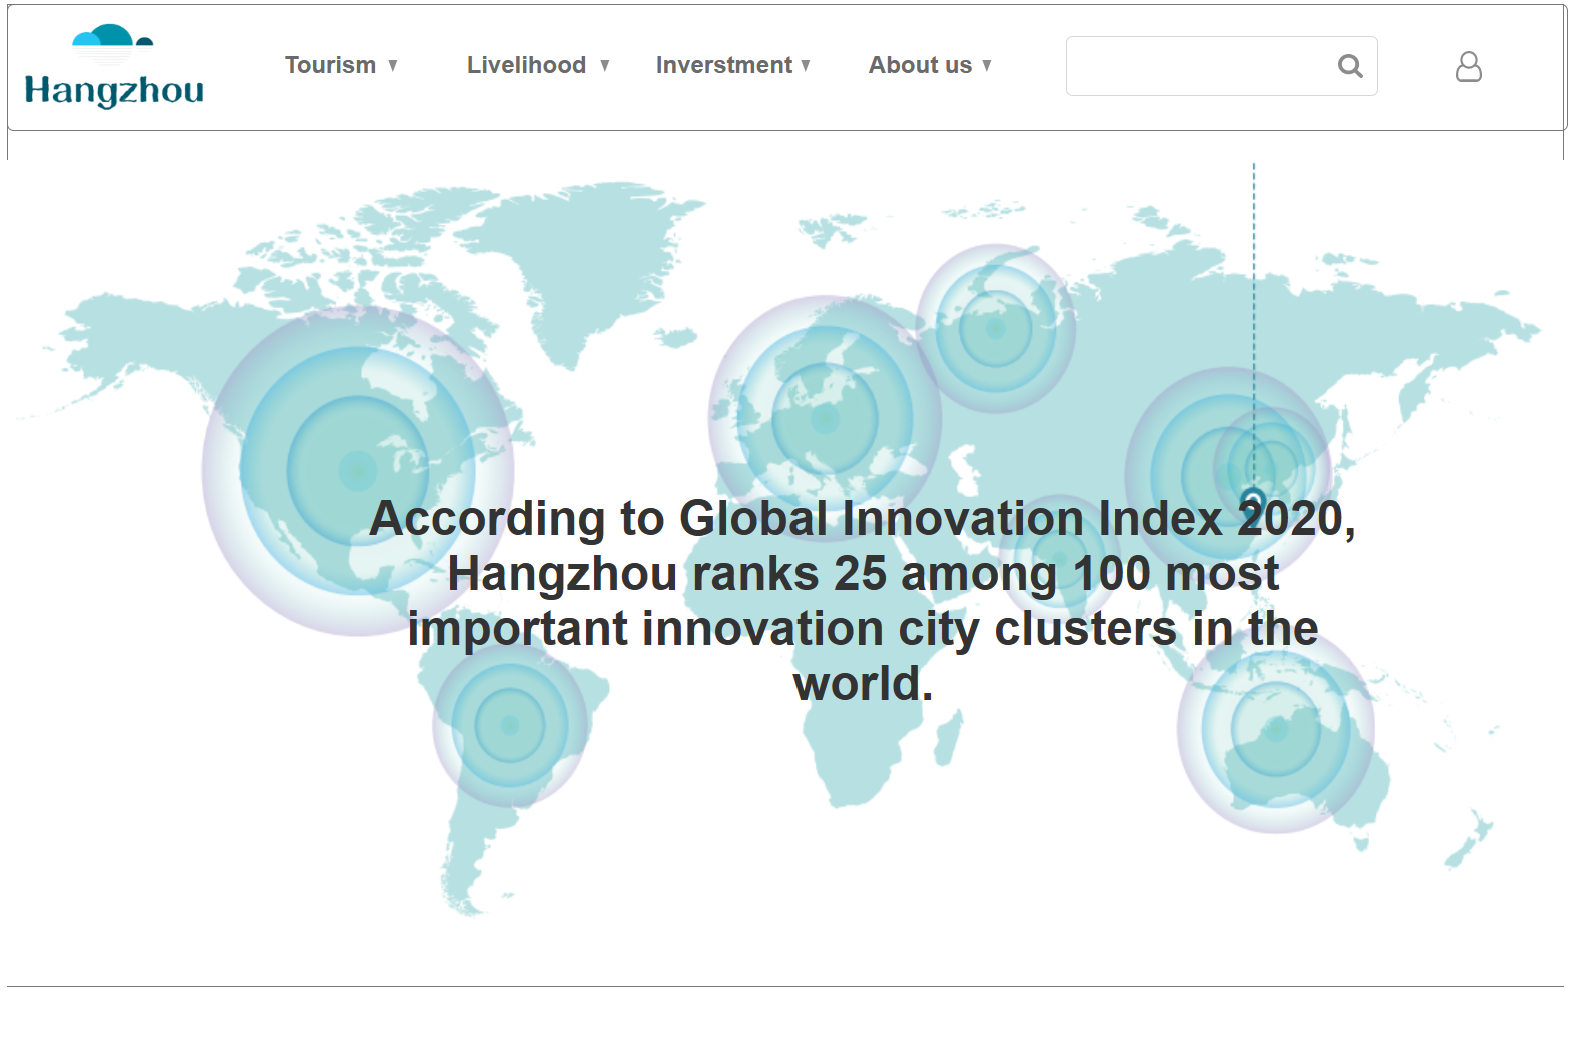 Hangzhou
Tourism ▼ Livelihood ▼ Inverstment ▼ About us ▼
According to Global Innovation Index 2020,
Hangzhou ranks 25 among 100 most
important innovation city clusters in the
world.